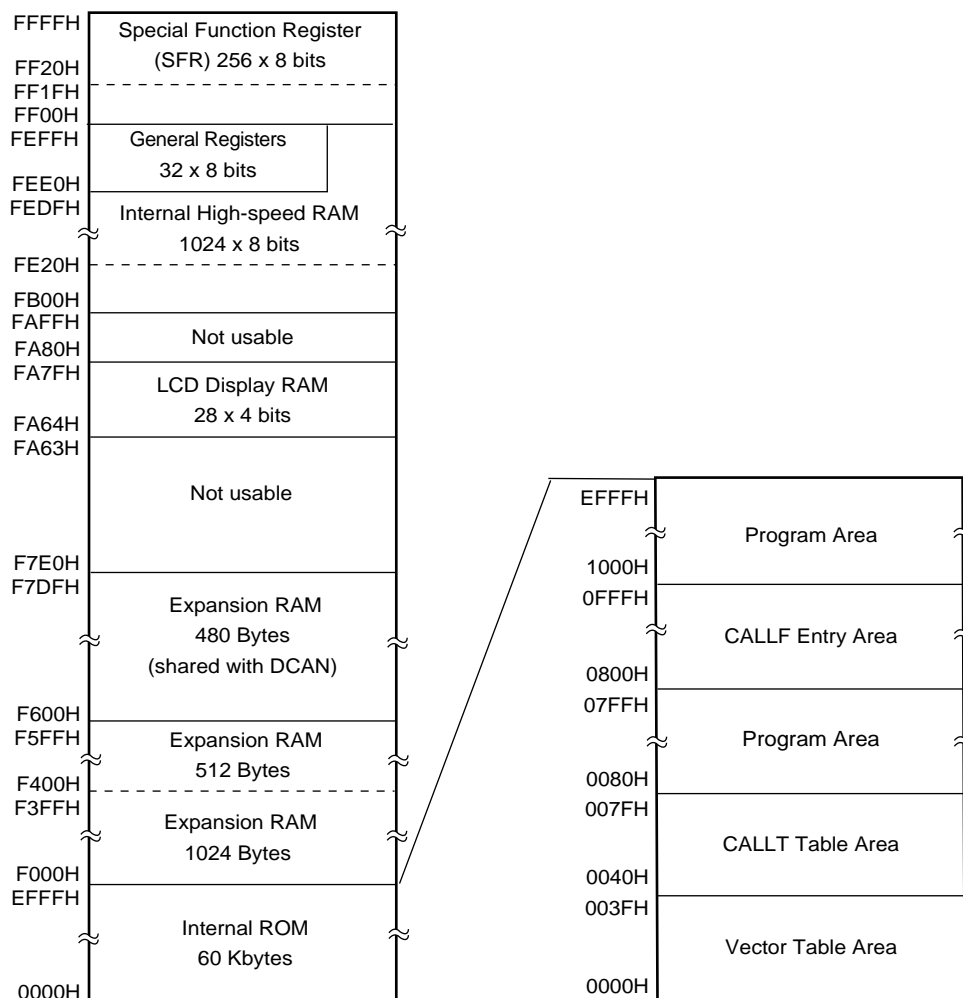 FFFFH
Special Function Register
(SFR) 256 x 8 bits
FF20H
FF1FH
FF00H
FEFFH
General Registers
32 x 8 bits
FEE0H
FEDFH
Internal High-speed RAM
1024 x 8 bits
FE20H
FB00H
FAFFH
Not usable
FA80H
FA7FH
LCD Display RAM
28 x 4 bits
FA64H
FA63H
Not usable
F7E0H
F7DFH
Expansion RAM
480 Bytes
(shared with DCAN)
F600H
F5FFH
Expansion RAM
512 Bytes
F400H
F3FFH
Expansion RAM
1024 Bytes
F000H
EFFFH
Internal ROM
60 Kbytes
0000H
EFFFH
Program Area
1000H
0FFFH
CALLF Entry Area
0800H
07FFH
Program Area
0080H
007FH
CALLT Table Area
0040H
003FH
Vector Table Area
0000H